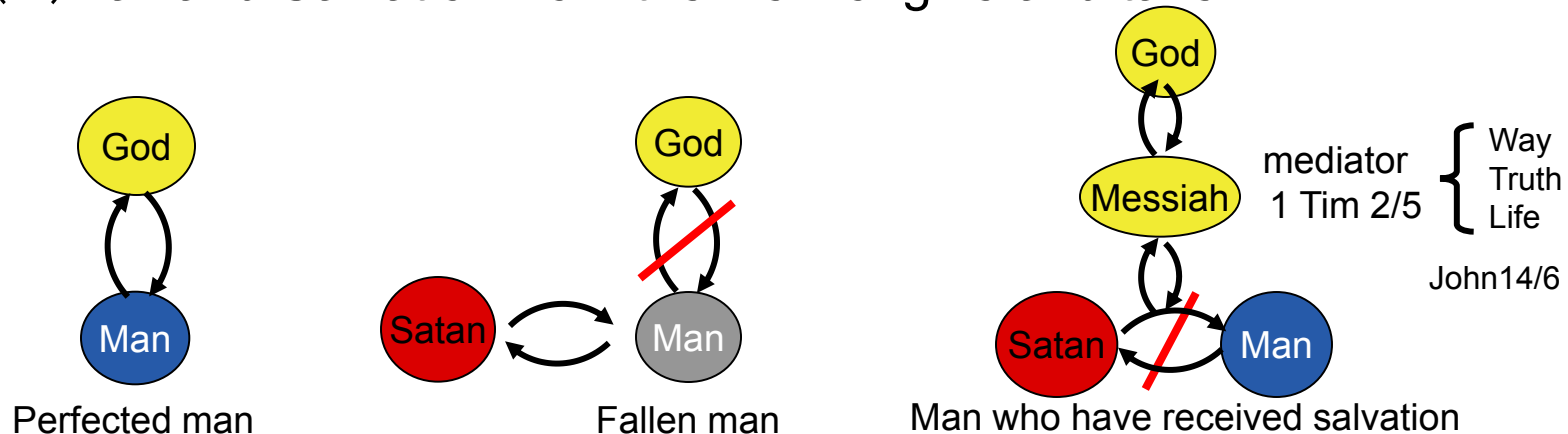 God
Man
Perfected man
God
Satan
Man
Fallen man
God
Messiah
mediator
1 Tim 2/5
Way
Truth
Life
John14/6
Satan
Man
Man who have received salvation